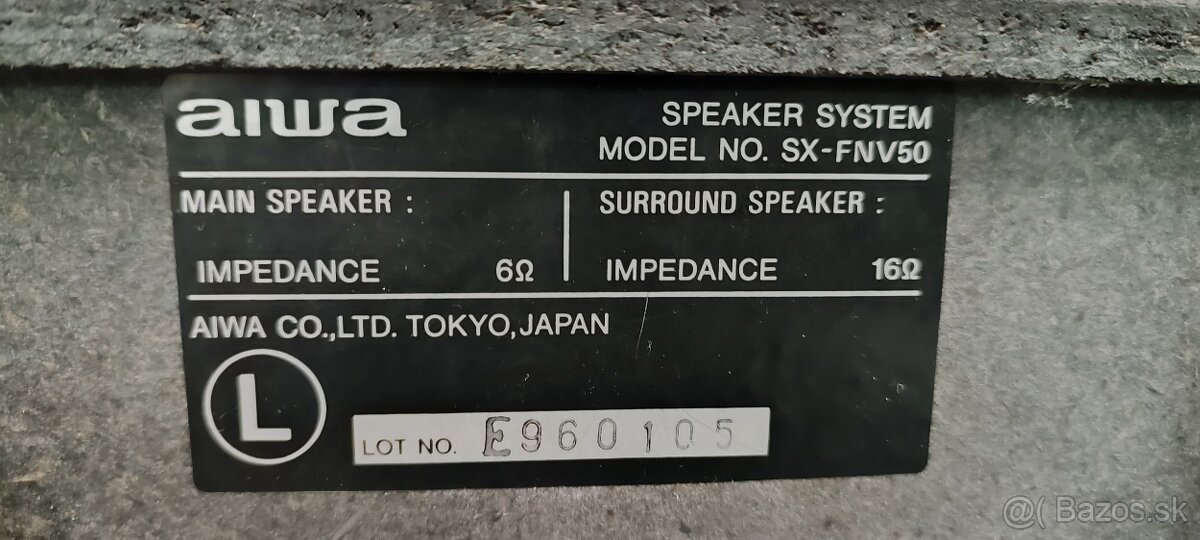 aiwa
SPEAKER SYSTEM
MODEL NO. SX-FNV50
MAIN SPEAKER :
IMPEDANCE 6Ω
SURROUND SPEAKER :
IMPEDANCE 16Ω
AIWA CO.,LTD. TOKYO,JAPAN
L
LOT NO. E960105
@( Bazos.sk